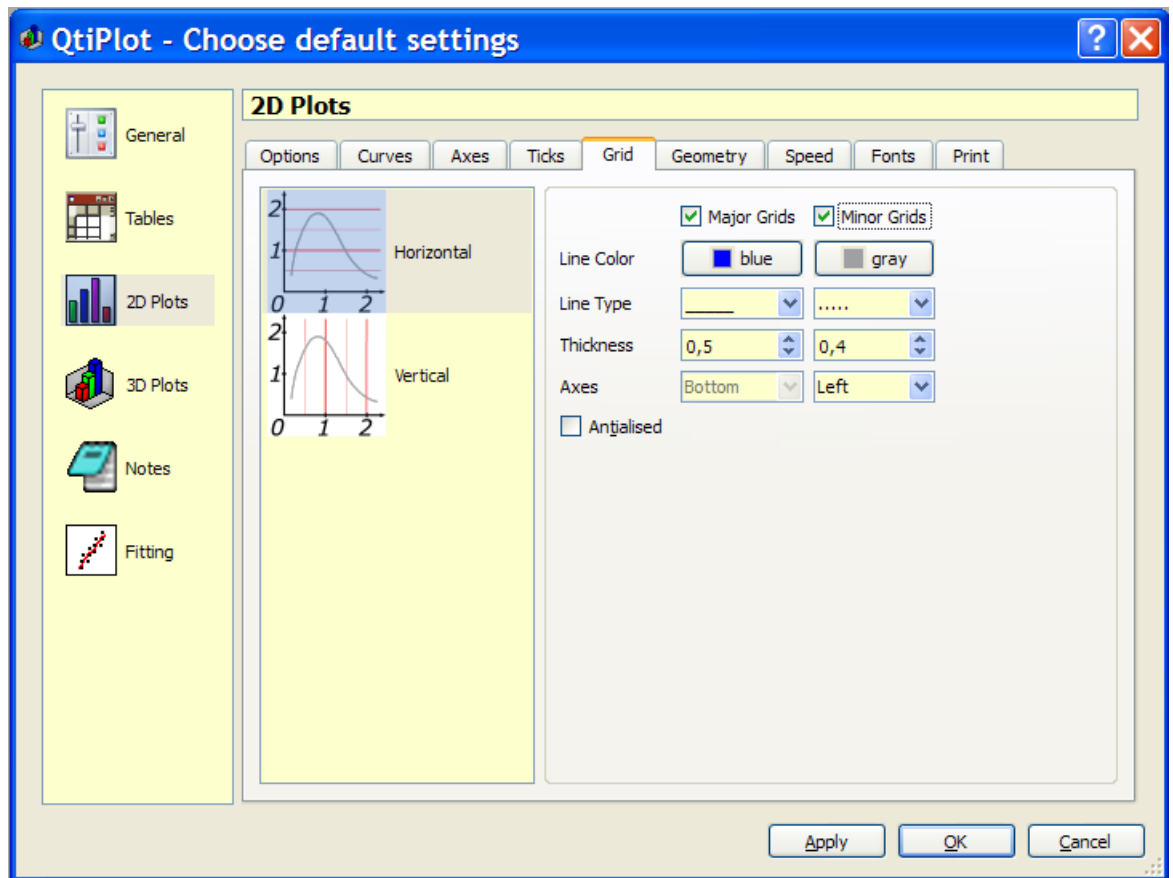 QtiPlot - Choose default settings
General
Tables
2D Plots
3D Plots
Notes
Fitting
2D Plots
Options Curves Axes Ticks Grid Geometry Speed Fonts Print
2
1
0 1 2
Horizontal
2
1
0 1 2
Vertical
Major Grids Minor Grids
Line Color blue gray
Line Type _____ .....
Thickness 0,5 0,4
Axes Bottom Left
Antialised
Apply OK Cancel